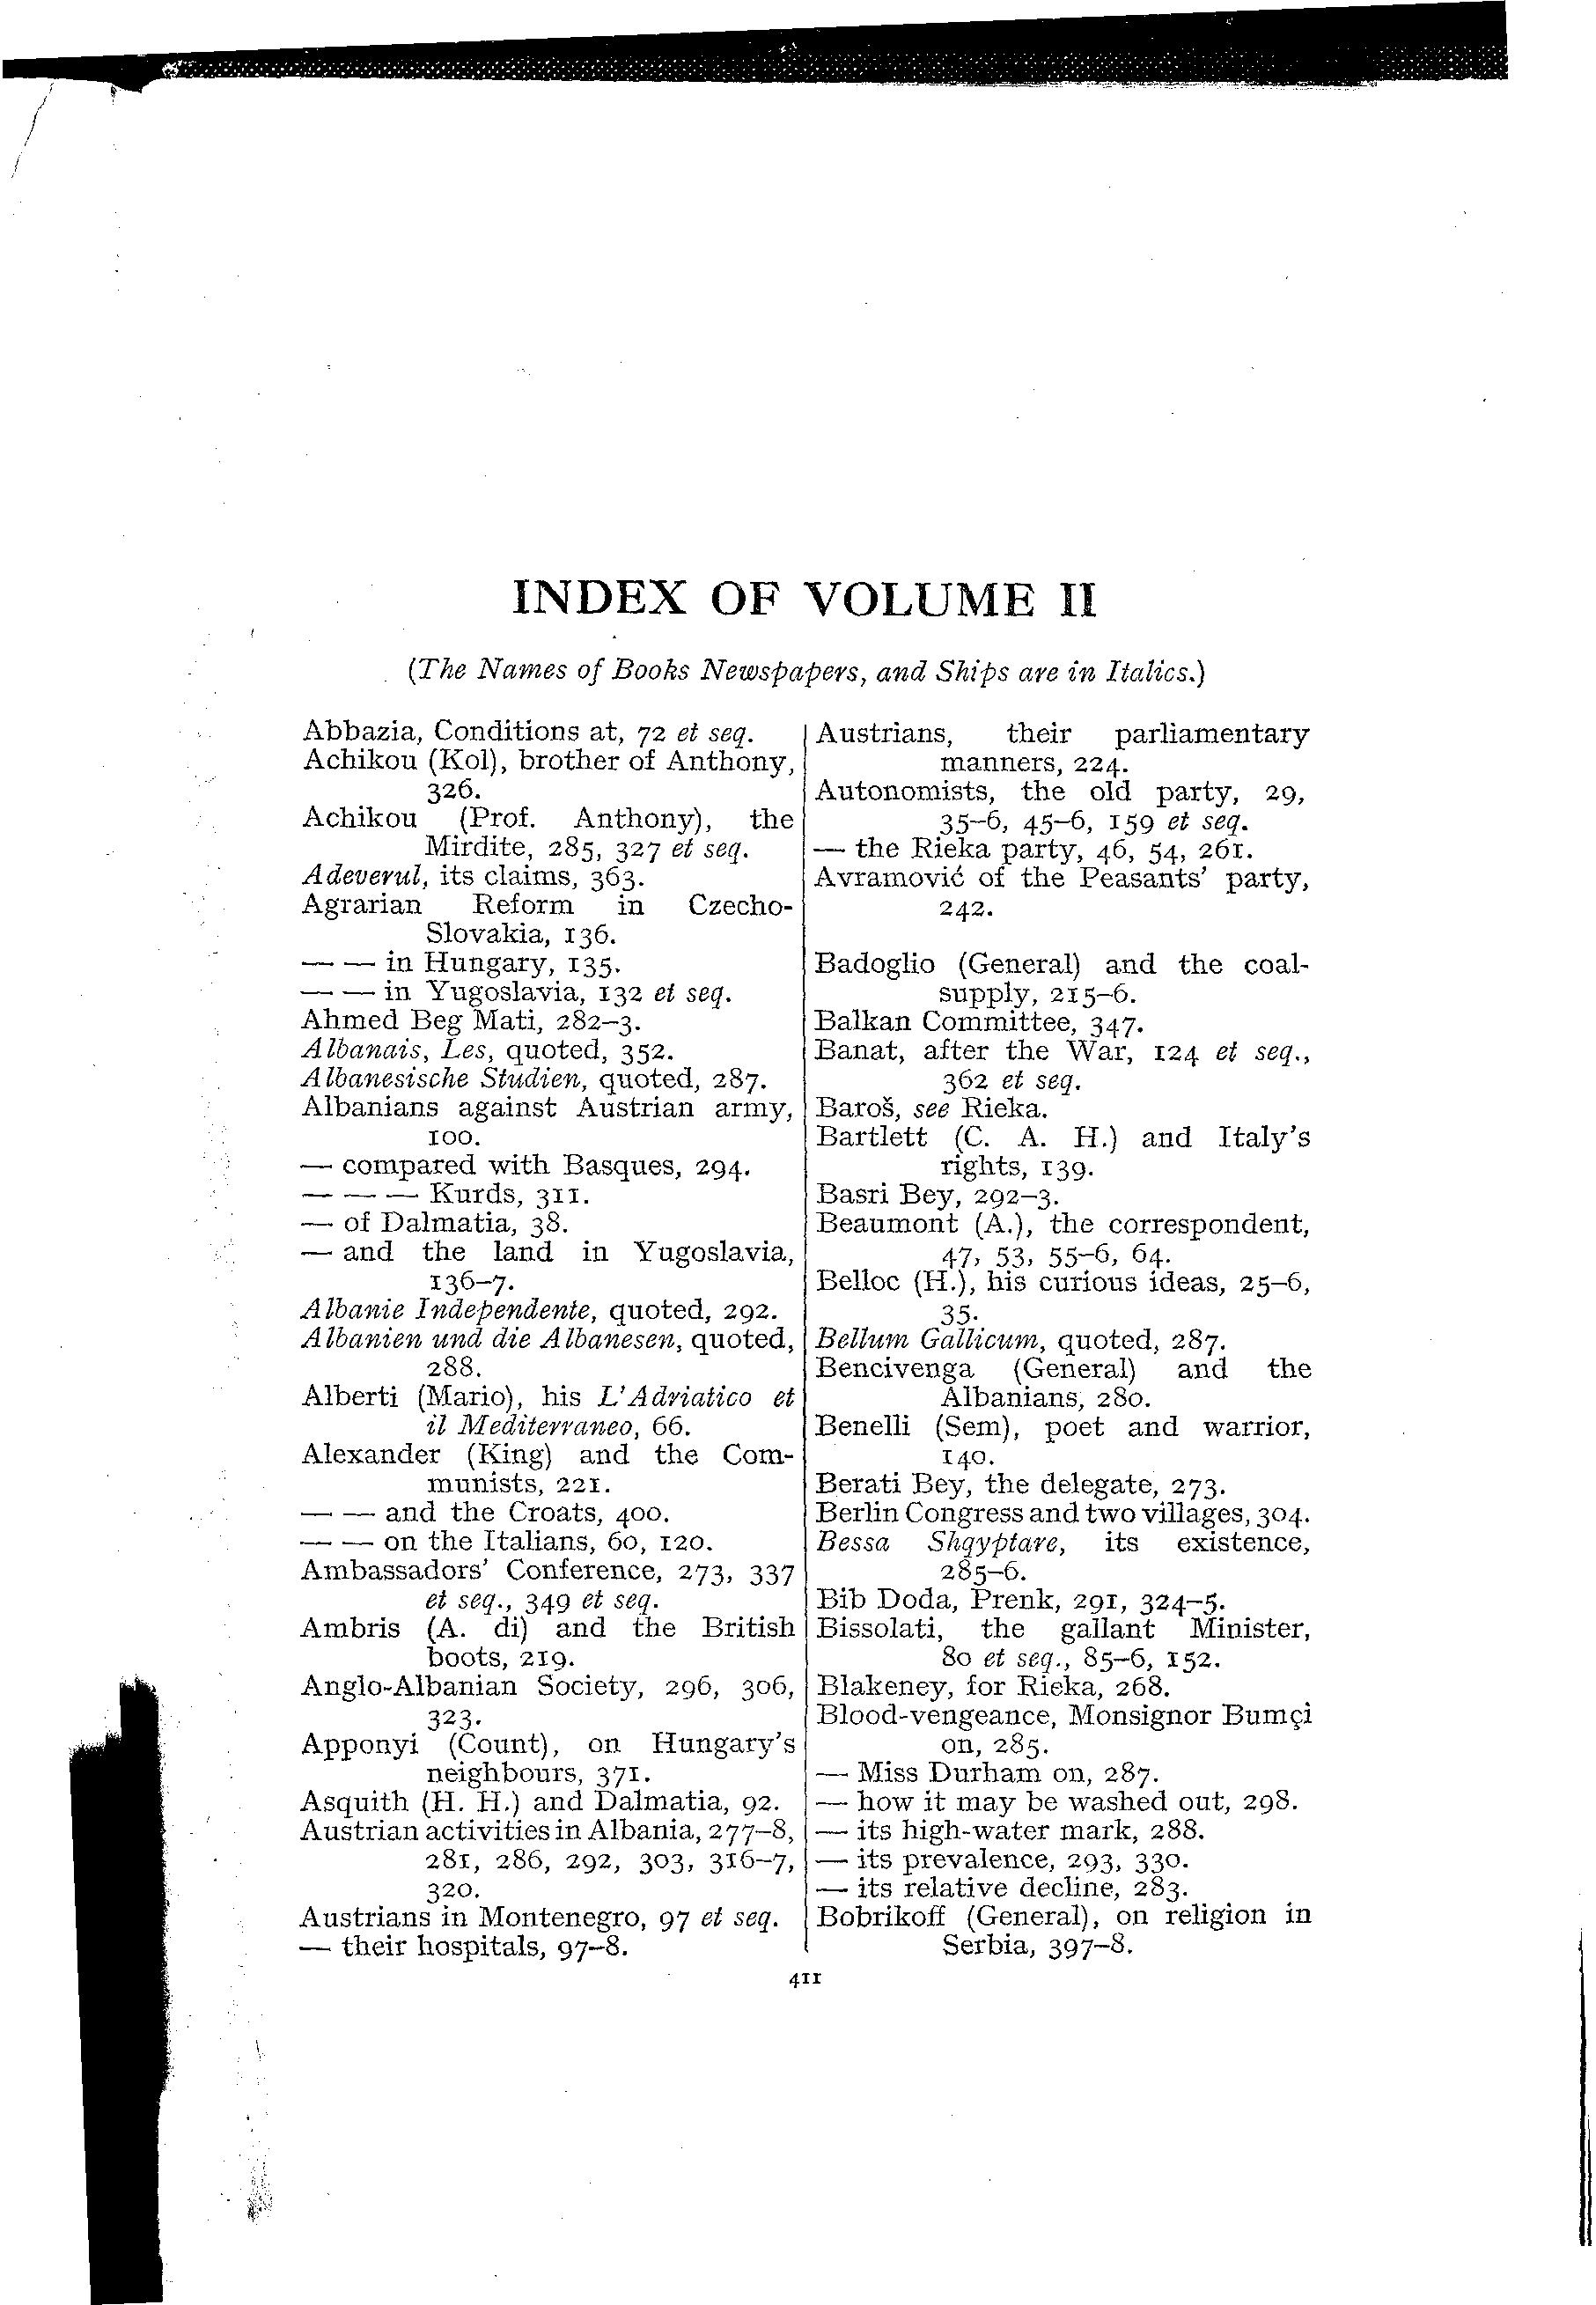 INDEX OF VOLUME II
(The Names of Books Newspapers, and Ships are in Italics.)
Abbazia, Conditions at, 72 et seq.
Achikou (Kol), brother of Anthony,
326.
Achikou (Prof. Anthony), the
Mirdite, 285, 327 et seq.
Adeverul, its claims, 363.
Agrarian Reform in Czecho-
Slovakia, 136.
— — in Hungary, 135.
— — in Yugoslavia, 132 et seq.
Ahmed Beg Mati, 282–3.
Albanais, Les, quoted, 352.
Albanesische Studien, quoted, 287.
Albanians against Austrian army,
100.
— compared with Basques, 294.
— — — Kurds, 311.
— of Dalmatia, 38.
— and the land in Yugoslavia,
136–7.
Albanie Independente, quoted, 292.
Albanien und die Albanesen, quoted,
288.
Alberti (Mario), his L'Adriatico et
il Mediterraneo, 66.
Alexander (King) and the Com-
munists, 221.
— — and the Croats, 400.
— — on the Italians, 60, 120.
Ambassadors' Conference, 273, 337
et seq., 349 et seq.
Ambris (A. di) and the British
boots, 219.
Anglo-Albanian Society, 296, 306,
323.
Apponyi (Count), on Hungary's
neighbours, 371.
Asquith (H. H.) and Dalmatia, 92.
Austrian activities in Albania, 277–8,
281, 286, 292, 303, 316–7,
320.
Austrians in Montenegro, 97 et seq.
— their hospitals, 97–8.
Austrians, their parliamentary
manners, 224.
Autonomists, the old party, 29,
35–6, 45–6, 159 et seq.
— the Rieka party, 46, 54, 261.
Avramović of the Peasants' party,
242.
Badoglio (General) and the coal-
supply, 215–6.
Balkan Committee, 347.
Banat, after the War, 124 et seq.,
362 et seq.
Baroš, see Rieka.
Bartlett (C. A. H.) and Italy's
rights, 139.
Basri Bey, 292–3.
Beaumont (A.), the correspondent,
47, 53, 55–6, 64.
Belloc (H.), his curious ideas, 25–6,
35.
Bellum Gallicum, quoted, 287.
Bencivenga (General) and the
Albanians, 280.
Benelli (Sem), poet and warrior,
140.
Berati Bey, the delegate, 273.
Berlin Congress and two villages, 304.
Bessa Shqyptare, its existence,
285–6.
Bib Doda, Prenk, 291, 324–5.
Bissolati, the gallant Minister,
80 et seq., 85–6, 152.
Blakeney, for Rieka, 268.
Blood-vengeance, Monsignor Bumçi
on, 285.
— Miss Durham on, 287.
— how it may be washed out, 298.
— its high-water mark, 288.
— its prevalence, 293, 330.
— its relative decline, 283.
Bobrikoff (General), on religion in
Serbia, 397–8.
411